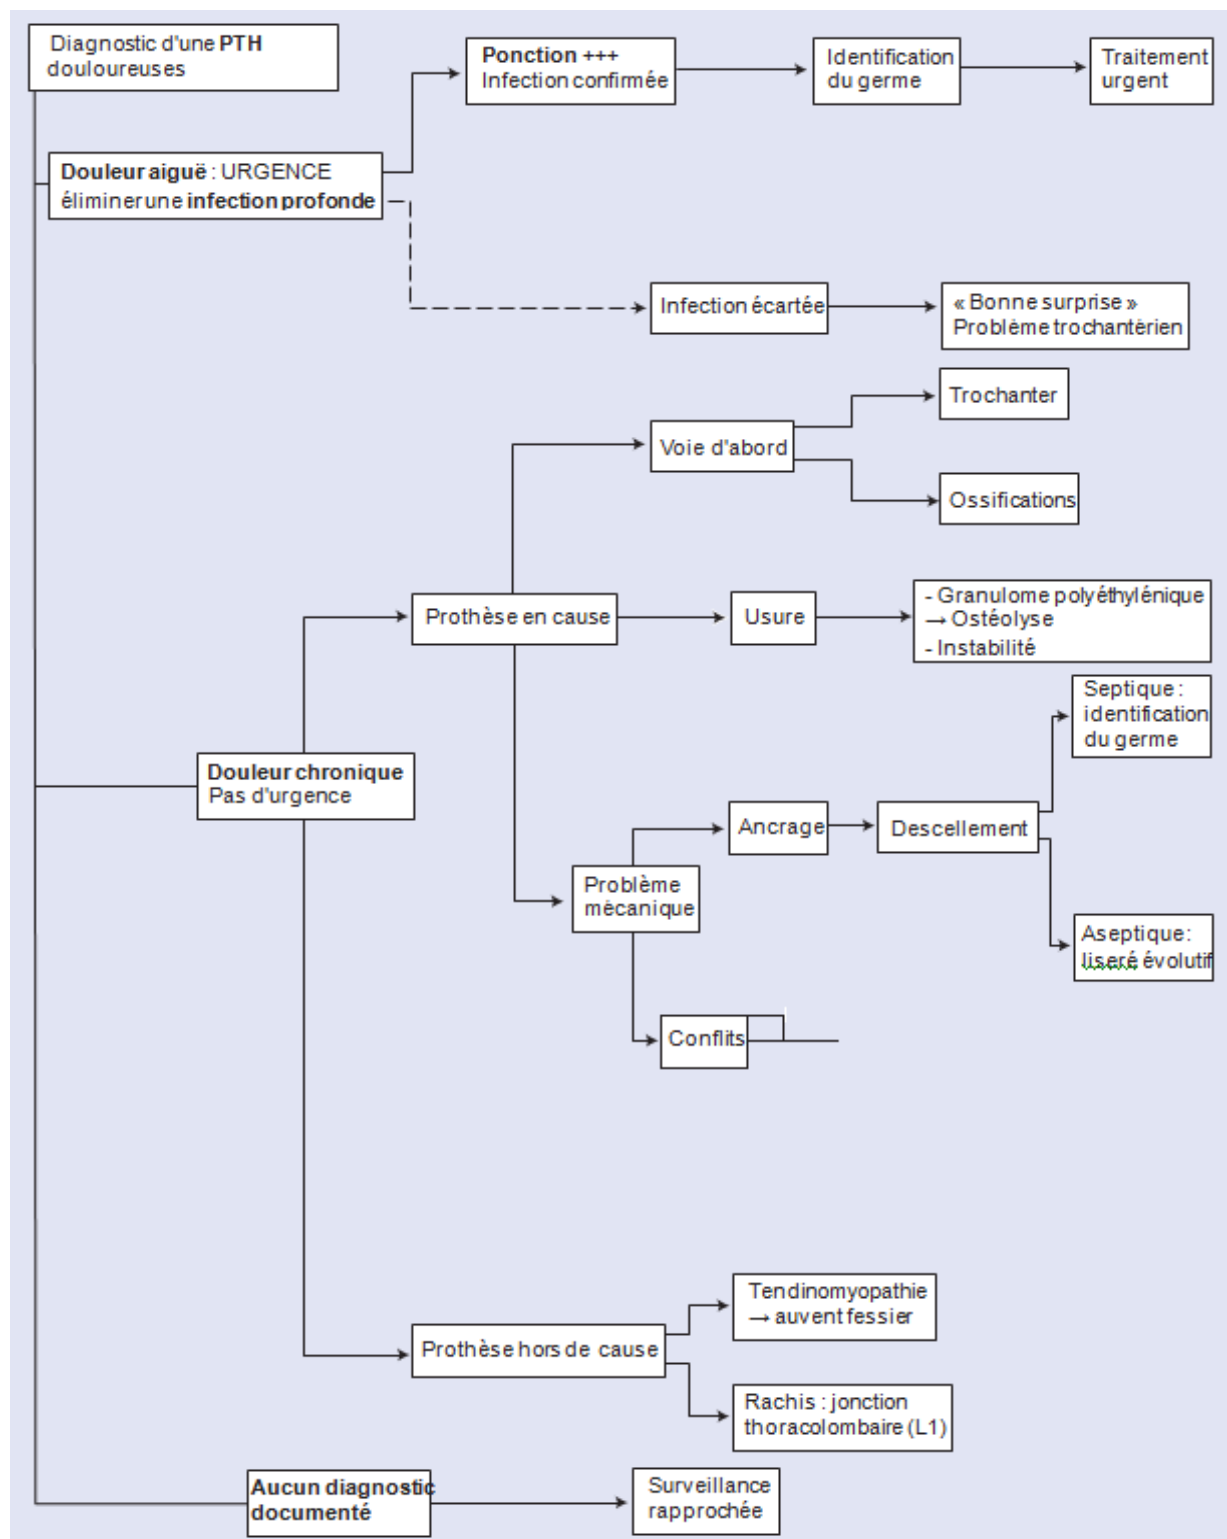 Diagnostic d'une PTH
douloureuses
Ponction +++
Infection confirmée
Identification
du germe
Traitement
urgent
Douleur aiguë : URGENCE
éliminer une infection profonde
Infection écartée
« Bonne surprise »
Problème trochantérien
Trochanter
Voie d'abord
Ossifications
Prothèse en cause
Usure
- Granulome polyéthylénique
→ Ostéolyse
- Instabilité
Septique :
identification
du germe
Douleur chronique
Pas d'urgence
Ancrage
Descellement
Problème
mécanique
Aseptique :
liseré évolutif
Conflits
Tendinomyopathie
→ auvent fessier
Prothèse hors de cause
Rachis : jonction
thoracolombaire (L1)
Aucun diagnostic
documenté
Surveillance
rapprochée